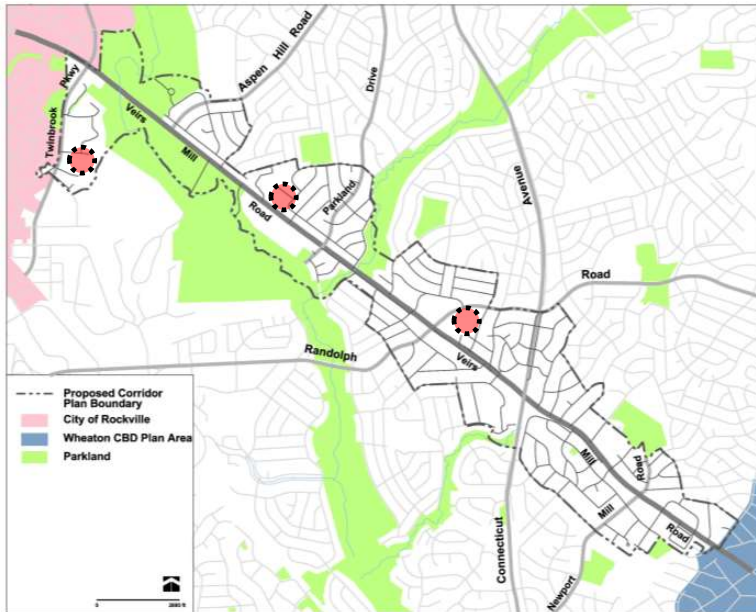 Aspen Hill Road
Pkwy
Twinbrook
Drive
Veirs
Mill
Road
Parkland
Avenue
Road
Randolph
Veirs
Mill
Road
Mill
Road
Connecticut
Newport
Proposed Corridor
Plan Boundary
City of Rockville
Wheaton CBD Plan Area
Parkland
0